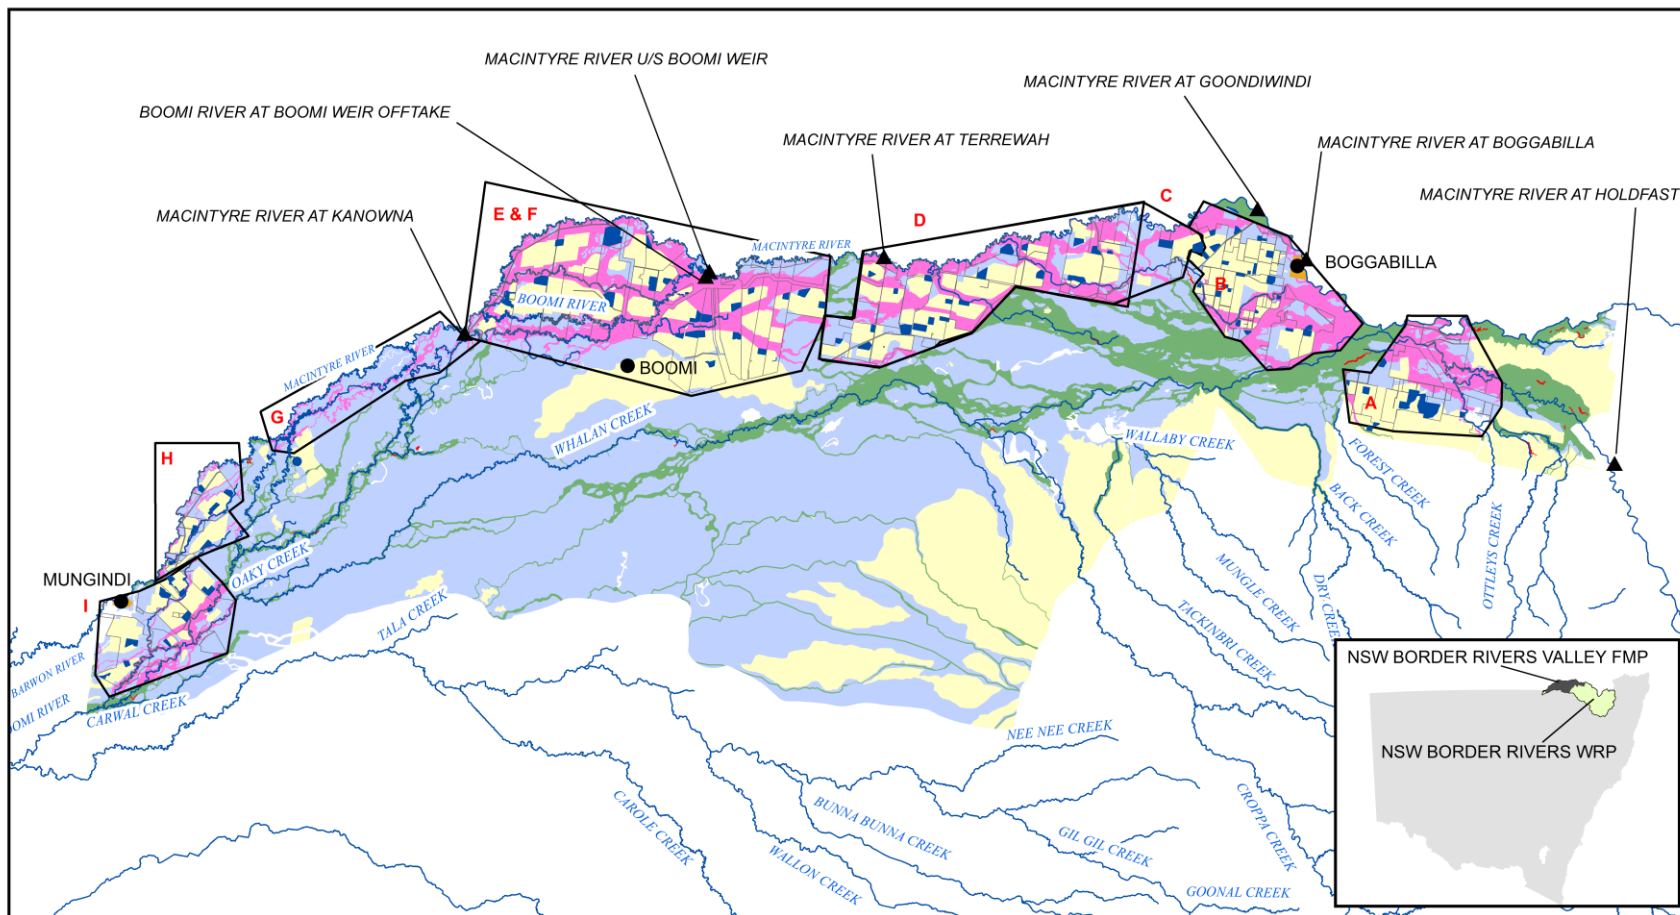 MACINTYRE RIVER U/S BOOMI WEIR
MACINTYRE RIVER AT GOONDIWINDI
BOOMI RIVER AT BOOMI WEIR OFFTAKE
MACINTYRE RIVER AT TERREWAH
MACINTYRE RIVER AT BOGGABILLA
MACINTYRE RIVER AT HOLDFAST
MACINTYRE RIVER AT KANOWNA
E & F
D
C
MACINTYRE RIVER
BOGGABILLA
B
BOOMI RIVER
MACINTYRE RIVER
BOOMI
A
G
WHALAN CREEK
WALLABY CREEK
FOREST CREEK
H
BACK CREEK
OTTLEYS CREEK
OAKY CREEK
MUNGINDI
I
MUNGLE CREEK
DRY CREEK
TALA CREEK
TACKINBRI CREEK
BARWON RIVER
OOMI RIVER
CARWAL CREEK
NEE NEE CREEK
NSW BORDER RIVERS VALLEY FMP
NSW BORDER RIVERS WRP
CAROLE CREEK
BUNNA BUNNA CREEK
GIL GIL CREEK
CROPPA CREEK
WALLON CREEK
GOONAL CREEK